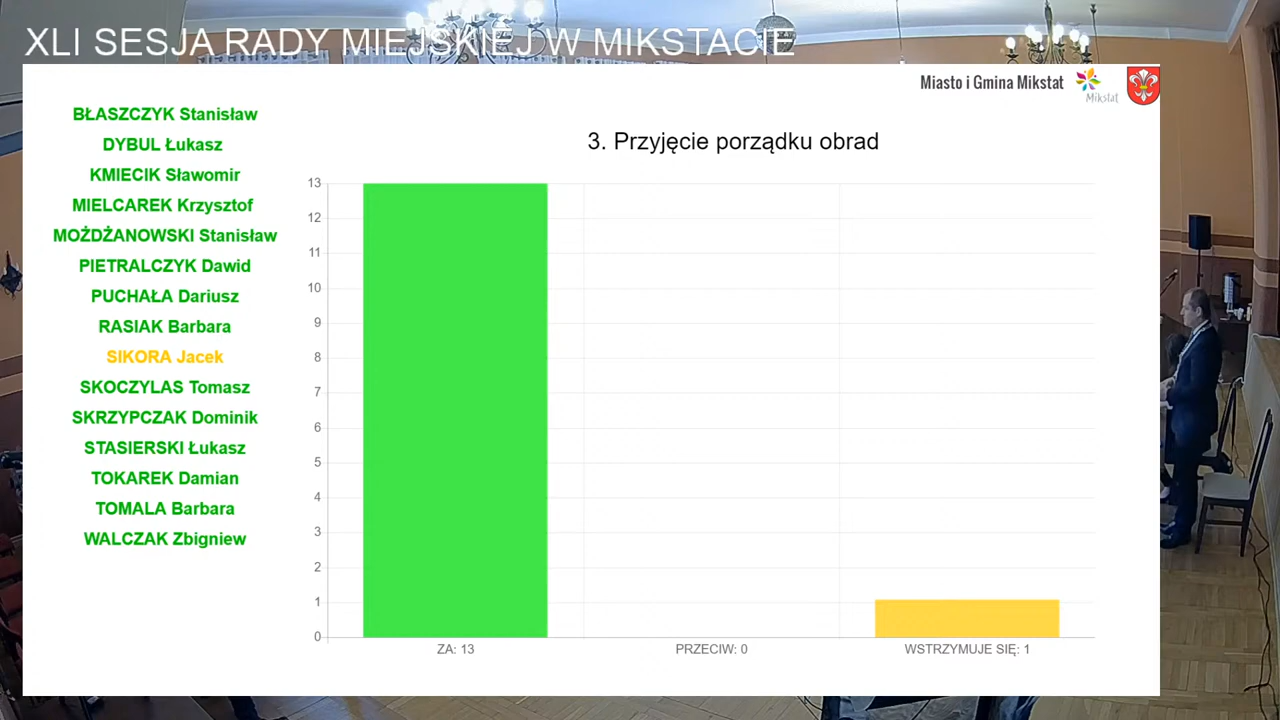 XLI SESJA RADY MIEJSKIEJ W MIKSTACIE
Miasto i Gmina Mikstat
Mikstat
BŁASZCZYK Stanisław
DYBUL Łukasz
KMIECIK Sławomir
MIELCAREK Krzysztof
MOŻDŻANOWSKI Stanisław
PIETRALCZYK Dawid
PUCHAŁA Dariusz
RASIAK Barbara
SIKORA Jacek
SKOCZYLAS Tomasz
SKRZYPCZAK Dominik
STASIERSKI Łukasz
TOKAREK Damian
TOMALA Barbara
WALCZAK Zbigniew
3. Przyjęcie porządku obrad
13
12
11
10
9
8
7
6
5
4
3
2
1
0
ZA: 13
PRZECIW: 0
WSTRZYMUJE SIĘ: 1